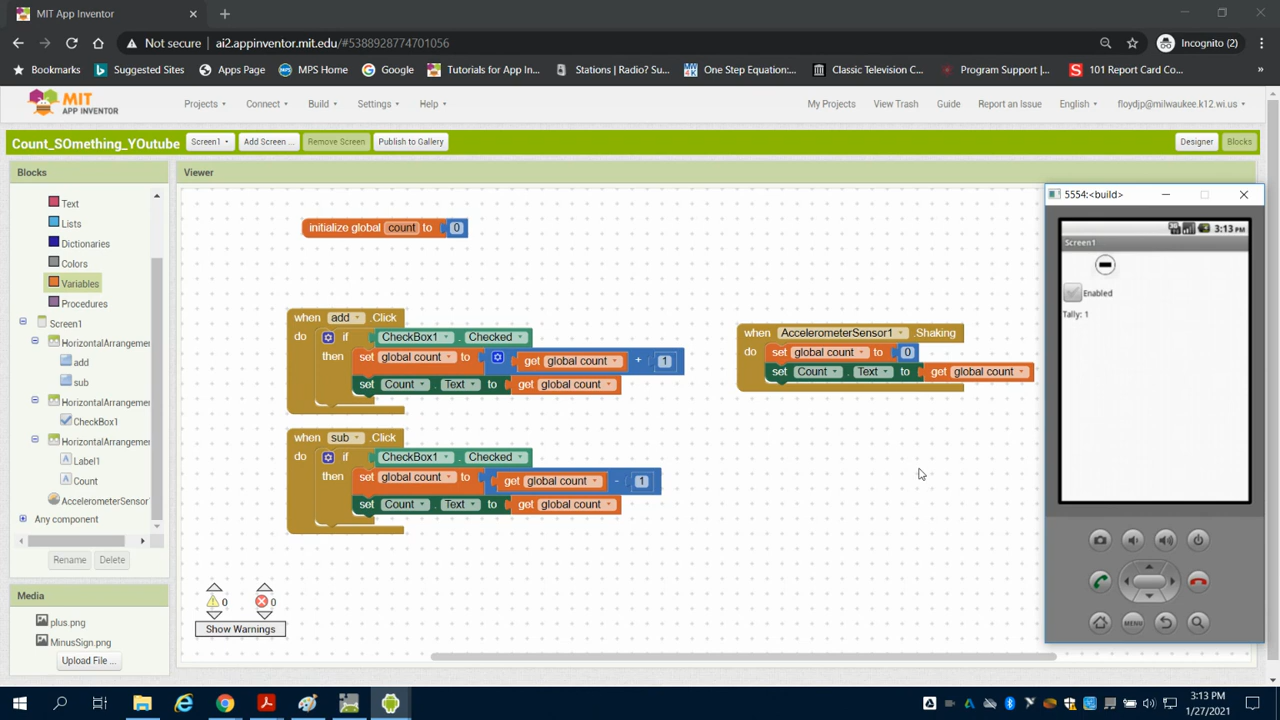 MIT App Inventor
Not secure
ai2.appinventor.mit.edu/#5388928774701056
Incognito (2)
Bookmarks
Suggested Sites
Apps Page
MPS Home
Google
Tutorials for App In...
Stations | Radio? Su...
One Step Equation:...
Classic Television C...
Program Support |...
101 Report Card Co...
»
MIT
APP INVENTOR
Projects
Connect
Build
Settings
Help
My Projects
View Trash
Guide
Report an Issue
English
floydjp@milwaukee.k12.wi.us
Count_SOmething_YOutube
Screen1
Add Screen ...
Remove Screen
Publish to Gallery
Designer
Blocks
Blocks
Text
Lists
Dictionaries
Colors
Variables
Procedures
Screen1
HorizontalArrangeme
add
sub
HorizontalArrangeme
CheckBox1
HorizontalArrangeme
Label1
Count
AccelerometerSensor
Any component
Rename
Delete
Media
plus.png
MinusSign.png
Upload File ...
Viewer
initialize global count to 0
when add .Click
do if CheckBox1 . Checked
then set global count to get global count + 1
set Count . Text to get global count
when sub .Click
do if CheckBox1 . Checked
then set global count to get global count - 1
set Count . Text to get global count
when AccelerometerSensor1 .Shaking
do set global count to 0
set Count . Text to get global count
0
0
Show Warnings
5554:<build>
3G
3:13 PM
Screen1
Enabled
Tally: 1
MENU
3:13 PM
1/27/2021